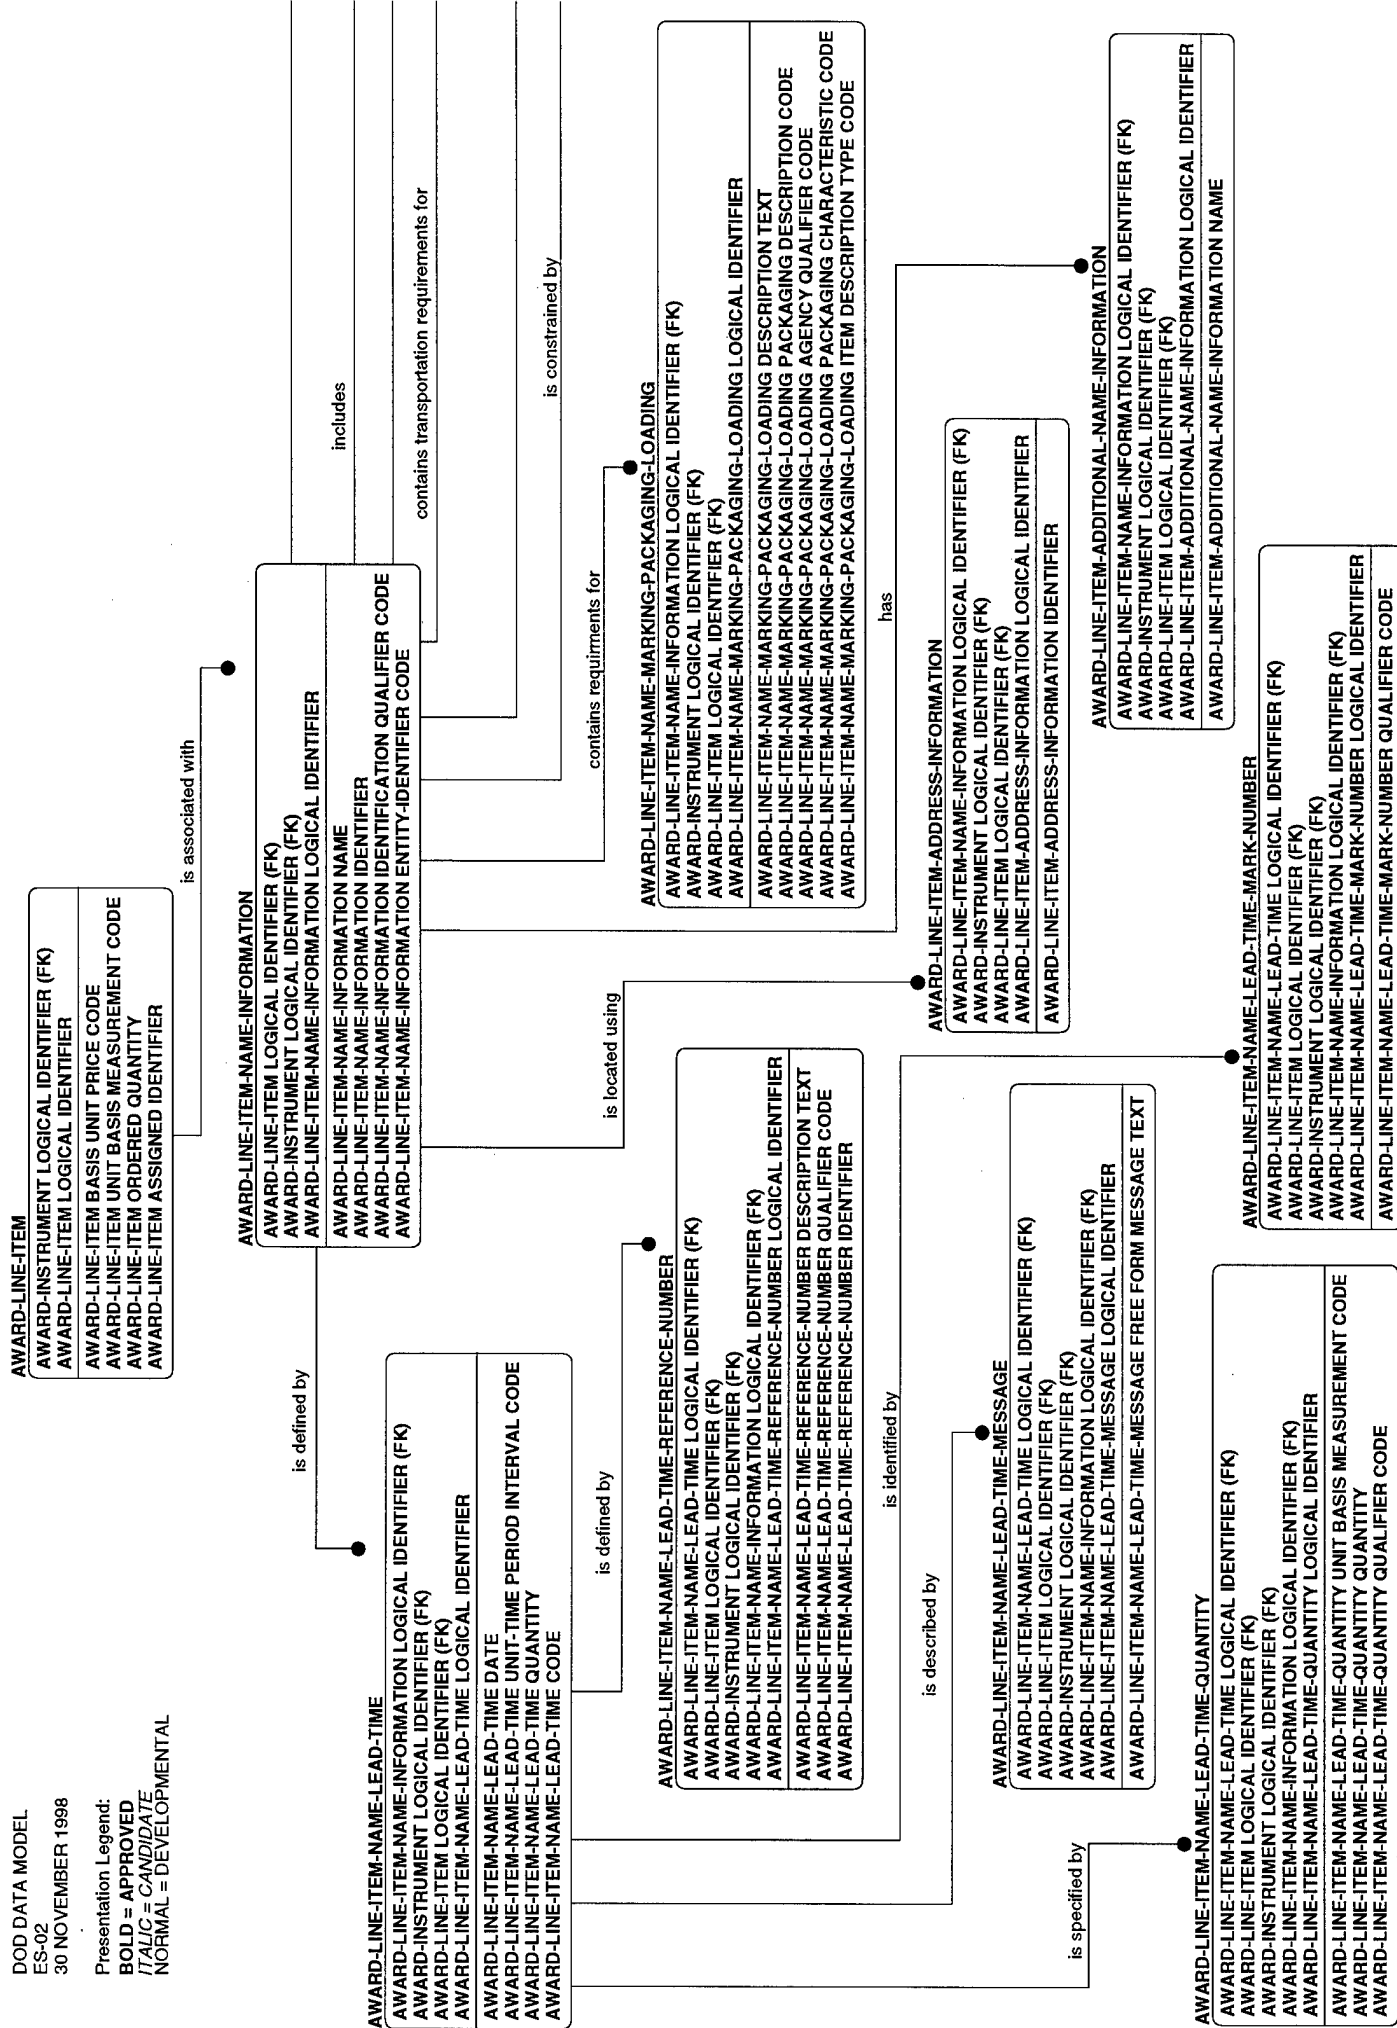 DOD DATA MODEL
ES-02
30 NOVEMBER 1998
Presentation Legend:
BOLD = APPROVED
ITALIC = CANDIDATE
NORMAL = DEVELOPMENTAL
AWARD-LINE-ITEM
AWARD-INSTRUMENT LOGICAL IDENTIFIER (FK)
AWARD-LINE-ITEM LOGICAL IDENTIFIER
AWARD-LINE-ITEM BASIS UNIT PRICE CODE
AWARD-LINE-ITEM UNIT BASIS MEASUREMENT CODE
AWARD-LINE-ITEM ORDERED QUANTITY
AWARD-LINE-ITEM ASSIGNED IDENTIFIER
is associated with
AWARD-LINE-ITEM-NAME-INFORMATION
AWARD-LINE-ITEM LOGICAL IDENTIFIER (FK)
AWARD-INSTRUMENT LOGICAL IDENTIFIER (FK)
AWARD-LINE-ITEM-NAME-INFORMATION LOGICAL IDENTIFIER
AWARD-LINE-ITEM-NAME-INFORMATION NAME
AWARD-LINE-ITEM-NAME-INFORMATION IDENTIFIER
AWARD-LINE-ITEM-NAME-INFORMATION IDENTIFICATION QUALIFIER CODE
AWARD-LINE-ITEM-NAME-INFORMATION ENTITY-IDENTIFIER CODE
includes
contains transportation requirements for
is constrained by
is defined by
AWARD-LINE-ITEM-NAME-LEAD-TIME
AWARD-LINE-ITEM-NAME-INFORMATION LOGICAL IDENTIFIER (FK)
AWARD-INSTRUMENT LOGICAL IDENTIFIER (FK)
AWARD-LINE-ITEM LOGICAL IDENTIFIER (FK)
AWARD-LINE-ITEM-NAME-LEAD-TIME LOGICAL IDENTIFIER
AWARD-LINE-ITEM-NAME-LEAD-TIME DATE
AWARD-LINE-ITEM-NAME-LEAD-TIME UNIT-TIME PERIOD INTERVAL CODE
AWARD-LINE-ITEM-NAME-LEAD-TIME QUANTITY
AWARD-LINE-ITEM-NAME-LEAD-TIME CODE
is located using
contains requirments for
AWARD-LINE-ITEM-NAME-MARKING-PACKAGING-LOADING
AWARD-LINE-ITEM-NAME-INFORMATION LOGICAL IDENTIFIER (FK)
AWARD-INSTRUMENT LOGICAL IDENTIFIER (FK)
AWARD-LINE-ITEM LOGICAL IDENTIFIER (FK)
AWARD-LINE-ITEM-NAME-MARKING-PACKAGING-LOADING LOGICAL IDENTIFIER
AWARD-LINE-ITEM-NAME-MARKING-PACKAGING-LOADING DESCRIPTION TEXT
AWARD-LINE-ITEM-NAME-MARKING-PACKAGING-LOADING PACKAGING DESCRIPTION CODE
AWARD-LINE-ITEM-NAME-MARKING-PACKAGING-LOADING AGENCY QUALIFIER CODE
AWARD-LINE-ITEM-NAME-MARKING-PACKAGING-LOADING PACKAGING CHARACTERISTIC CODE
AWARD-LINE-ITEM-NAME-MARKING-PACKAGING-LOADING ITEM DESCRIPTION TYPE CODE
is defined by
AWARD-LINE-ITEM-NAME-LEAD-TIME-REFERENCE-NUMBER
AWARD-LINE-ITEM-NAME-LEAD-TIME LOGICAL IDENTIFIER (FK)
AWARD-LINE-ITEM LOGICAL IDENTIFIER (FK)
AWARD-INSTRUMENT LOGICAL IDENTIFIER (FK)
AWARD-LINE-ITEM-NAME-INFORMATION LOGICAL IDENTIFIER (FK)
AWARD-LINE-ITEM-NAME-LEAD-TIME-REFERENCE-NUMBER LOGICAL IDENTIFIER
AWARD-LINE-ITEM-NAME-LEAD-TIME-REFERENCE-NUMBER DESCRIPTION TEXT
AWARD-LINE-ITEM-NAME-LEAD-TIME-REFERENCE-NUMBER QUALIFIER CODE
AWARD-LINE-ITEM-NAME-LEAD-TIME-REFERENCE-NUMBER IDENTIFIER
has
is identified by
AWARD-LINE-ITEM-ADDRESS-INFORMATION
AWARD-LINE-ITEM-NAME-INFORMATION LOGICAL IDENTIFIER (FK)
AWARD-INSTRUMENT LOGICAL IDENTIFIER (FK)
AWARD-LINE-ITEM LOGICAL IDENTIFIER (FK)
AWARD-LINE-ITEM-ADDRESS-INFORMATION LOGICAL IDENTIFIER
AWARD-LINE-ITEM-ADDRESS-INFORMATION IDENTIFIER
is described by
AWARD-LINE-ITEM-NAME-LEAD-TIME-MESSAGE
AWARD-LINE-ITEM-NAME-LEAD-TIME LOGICAL IDENTIFIER (FK)
AWARD-LINE-ITEM LOGICAL IDENTIFIER (FK)
AWARD-INSTRUMENT LOGICAL IDENTIFIER (FK)
AWARD-LINE-ITEM-NAME-INFORMATION LOGICAL IDENTIFIER (FK)
AWARD-LINE-ITEM-NAME-LEAD-TIME-MESSAGE LOGICAL IDENTIFIER
AWARD-LINE-ITEM-NAME-LEAD-TIME-MESSAGE FREE FORM MESSAGE TEXT
AWARD-LINE-ITEM-ADDITIONAL-NAME-INFORMATION
AWARD-LINE-ITEM-NAME-INFORMATION LOGICAL IDENTIFIER (FK)
AWARD-INSTRUMENT LOGICAL IDENTIFIER (FK)
AWARD-LINE-ITEM LOGICAL IDENTIFIER (FK)
AWARD-LINE-ITEM-ADDITIONAL-NAME-INFORMATION LOGICAL IDENTIFIER
AWARD-LINE-ITEM-ADDITIONAL-NAME-INFORMATION NAME
is specified by
AWARD-LINE-ITEM-NAME-LEAD-TIME-QUANTITY
AWARD-LINE-ITEM-NAME-LEAD-TIME LOGICAL IDENTIFIER (FK)
AWARD-LINE-ITEM LOGICAL IDENTIFIER (FK)
AWARD-INSTRUMENT LOGICAL IDENTIFIER (FK)
AWARD-LINE-ITEM-NAME-INFORMATION LOGICAL IDENTIFIER (FK)
AWARD-LINE-ITEM-NAME-LEAD-TIME-QUANTITY LOGICAL IDENTIFIER
AWARD-LINE-ITEM-NAME-LEAD-TIME-QUANTITY UNIT BASIS MEASUREMENT CODE
AWARD-LINE-ITEM-NAME-LEAD-TIME-QUANTITY QUANTITY
AWARD-LINE-ITEM-NAME-LEAD-TIME-QUANTITY QUALIFIER CODE
AWARD-LINE-ITEM-NAME-LEAD-TIME-MARK-NUMBER
AWARD-LINE-ITEM-NAME-LEAD-TIME LOGICAL IDENTIFIER (FK)
AWARD-LINE-ITEM LOGICAL IDENTIFIER (FK)
AWARD-INSTRUMENT LOGICAL IDENTIFIER (FK)
AWARD-LINE-ITEM-NAME-INFORMATION LOGICAL IDENTIFIER (FK)
AWARD-LINE-ITEM-NAME-LEAD-TIME-MARK-NUMBER LOGICAL IDENTIFIER
AWARD-LINE-ITEM-NAME-LEAD-TIME-MARK-NUMBER QUALIFIER CODE